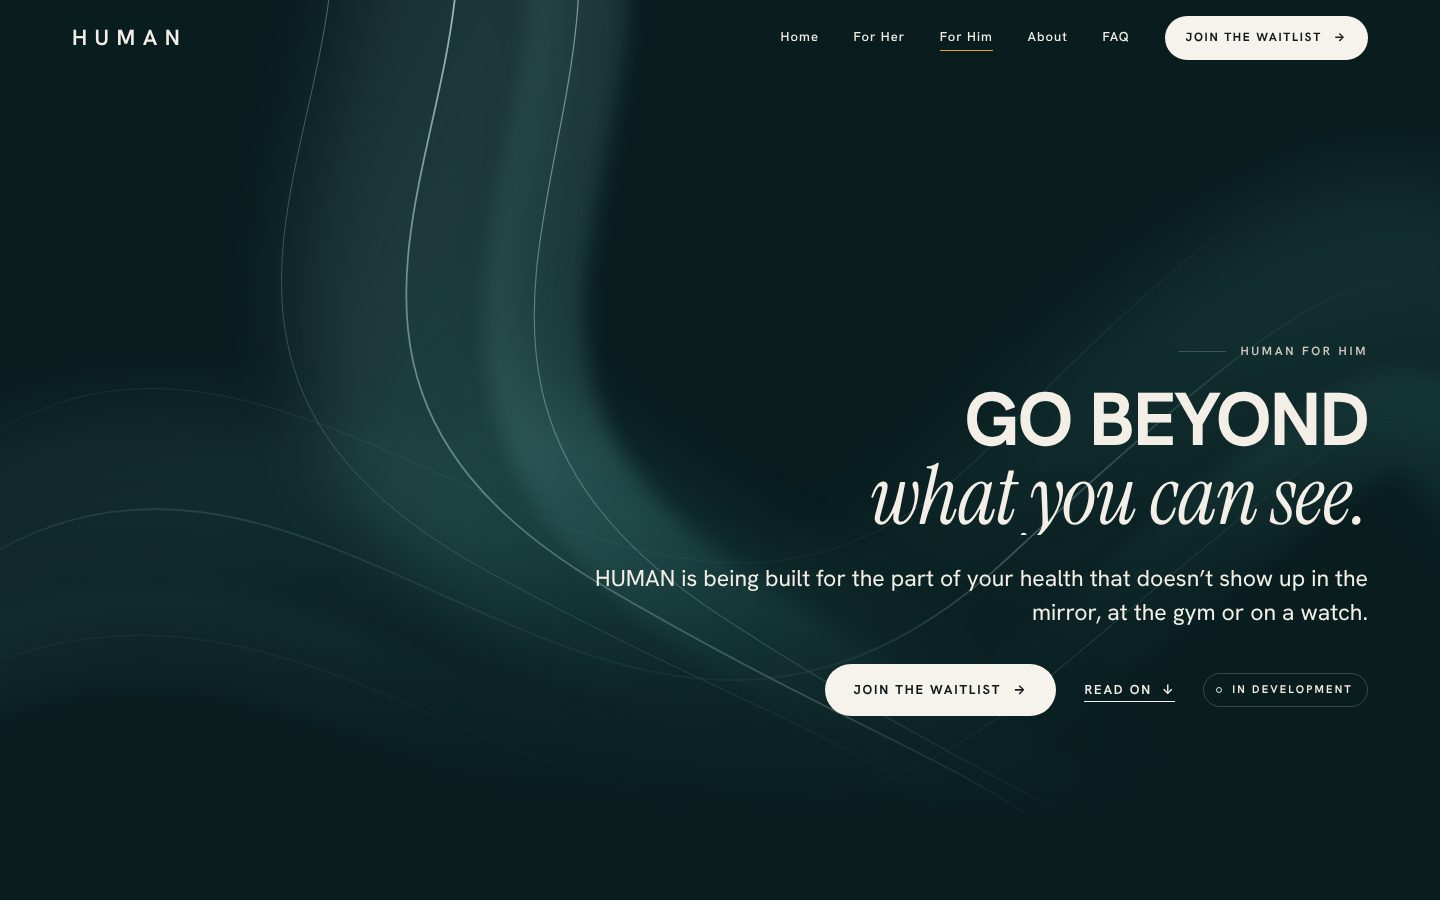 HUMAN
Home
For Her
For Him
About
FAQ
JOIN THE WAITLIST →
HUMAN FOR HIM
GO BEYOND
what you can see.
HUMAN is being built for the part of your health that doesn’t show up in the
mirror, at the gym or on a watch.
JOIN THE WAITLIST →
READ ON ↓
IN DEVELOPMENT